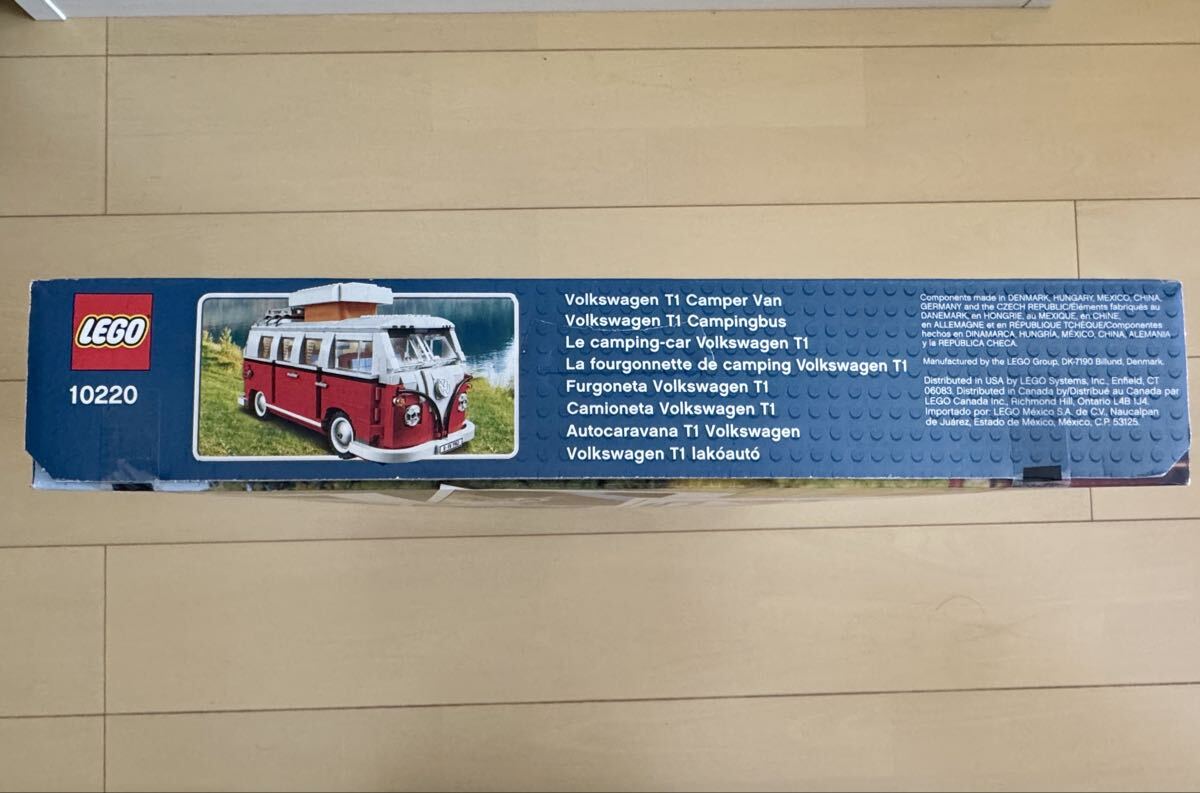 LEGO
10220
Volkswagen T1 Camper Van
Volkswagen T1 Campingbus
Le camping-car Volkswagen T1
La fourgonnette de camping Volkswagen T1
Furgoneta Volkswagen T1
Camioneta Volkswagen T1
Autocaravana T1 Volkswagen
Volkswagen T1 lakóautó
Components made in DENMARK, HUNGARY, MEXICO, CHINA,
GERMANY and the CZECH REPUBLIC/Éléments fabriqués au
DANEMARK, en HONGRIE, au MEXIQUE, en CHINE,
en ALLEMAGNE et en RÉPUBLIQUE TCHÈQUE/Componentes
hechos en DINAMARCA, HUNGRÍA, MÉXICO, CHINA, ALEMANIA
y la REPÚBLICA CHECA.
Manufactured by the LEGO Group, DK-7190 Billund, Denmark.
Distributed in USA by LEGO Systems, Inc., Enfield, CT
06083. Distributed in Canada by/Distribué au Canada par
LEGO Canada Inc., Richmond Hill, Ontario L4B 1J4.
Importado por: LEGO México S.A. de C.V., Naucalpan
de Juárez, Estado de México, México, C.P. 53125.